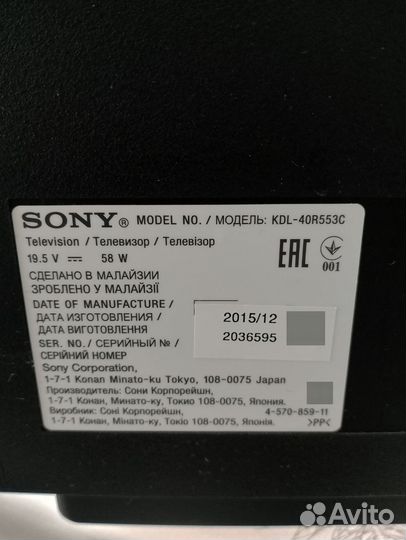 SONY® MODEL NO. / МОДЕЛЬ: KDL-40R553C
Television / Телевизор / Телевізор
19.5 V ⎓ 58 W
EAC
001
СДЕЛАНО В МАЛАЙЗИИ
ЗРОБЛЕНО У МАЛАЙЗІЇ
DATE OF MANUFACTURE /
ДАТА ИЗГОТОВЛЕНИЯ /
ДАТА ВИГОТОВЛЕННЯ
2015/12
SER. NO. / СЕРИЙНЫЙ № /
СЕРІЙНИЙ НОМЕР
2036595
Sony Corporation,
1-7-1 Konan Minato-ku Tokyo, 108-0075 Japan
Производитель: Сони Корпорейшн,
1-7-1 Конан, Минато-ку, Токио 108-0075, Япония.
Виробник: Соні Корпорейшн,
1-7-1 Конан, Мінато-ку, Токіо 108-0075, Японія.
4-570-859-11
>PP<
Avito